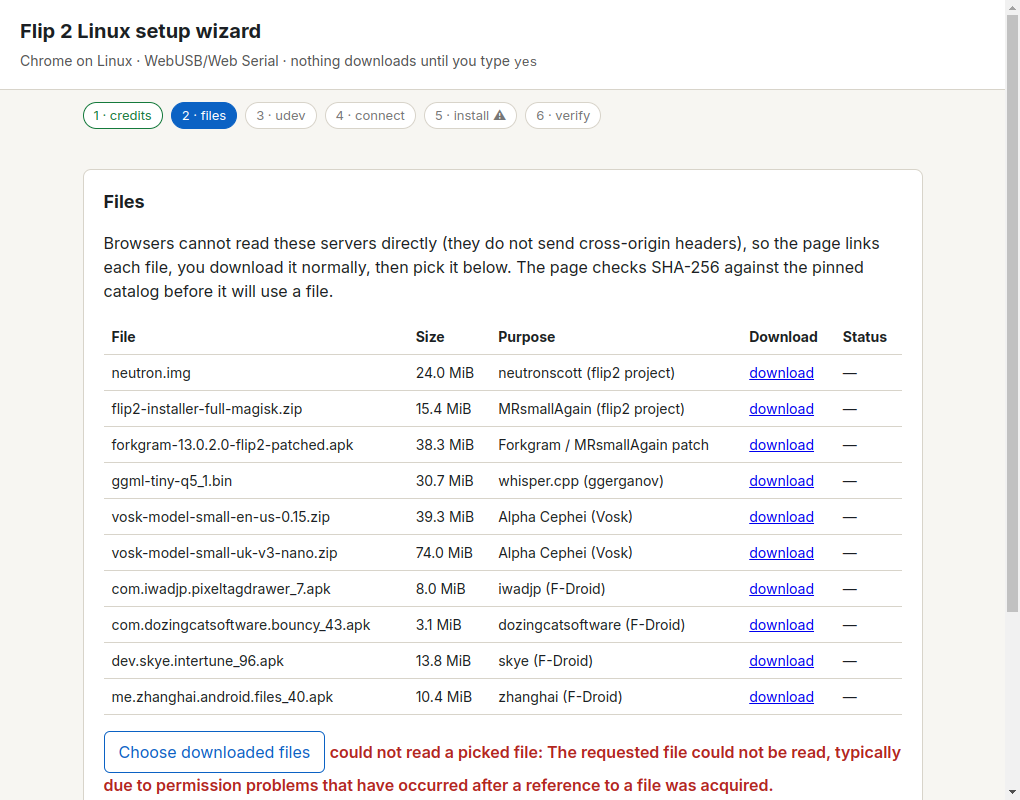 Flip 2 Linux setup wizard
Chrome on Linux · WebUSB/Web Serial · nothing downloads until you type yes
1 · credits 2 · files 3 · udev 4 · connect 5 · install ⚠ 6 · verify
Files
Browsers cannot read these servers directly (they do not send cross-origin headers), so the page links
each file, you download it normally, then pick it below. The page checks SHA-256 against the pinned
catalog before it will use a file.
File Size Purpose Download Status
neutron.img 24.0 MiB neutronscott (flip2 project) download —
flip2-installer-full-magisk.zip 15.4 MiB MRsmallAgain (flip2 project) download —
forkgram-13.0.2.0-flip2-patched.apk 38.3 MiB Forkgram / MRsmallAgain patch download —
ggml-tiny-q5_1.bin 30.7 MiB whisper.cpp (ggerganov) download —
vosk-model-small-en-us-0.15.zip 39.3 MiB Alpha Cephei (Vosk) download —
vosk-model-small-uk-v3-nano.zip 74.0 MiB Alpha Cephei (Vosk) download —
com.iwadjp.pixeltagdrawer_7.apk 8.0 MiB iwadjp (F-Droid) download —
com.dozingcatsoftware.bouncy_43.apk 3.1 MiB dozingcatsoftware (F-Droid) download —
dev.skye.intertune_96.apk 13.8 MiB skye (F-Droid) download —
me.zhanghai.android.files_40.apk 10.4 MiB zhanghai (F-Droid) download —
Choose downloaded files could not read a picked file: The requested file could not be read, typically
due to permission problems that have occurred after a reference to a file was acquired.